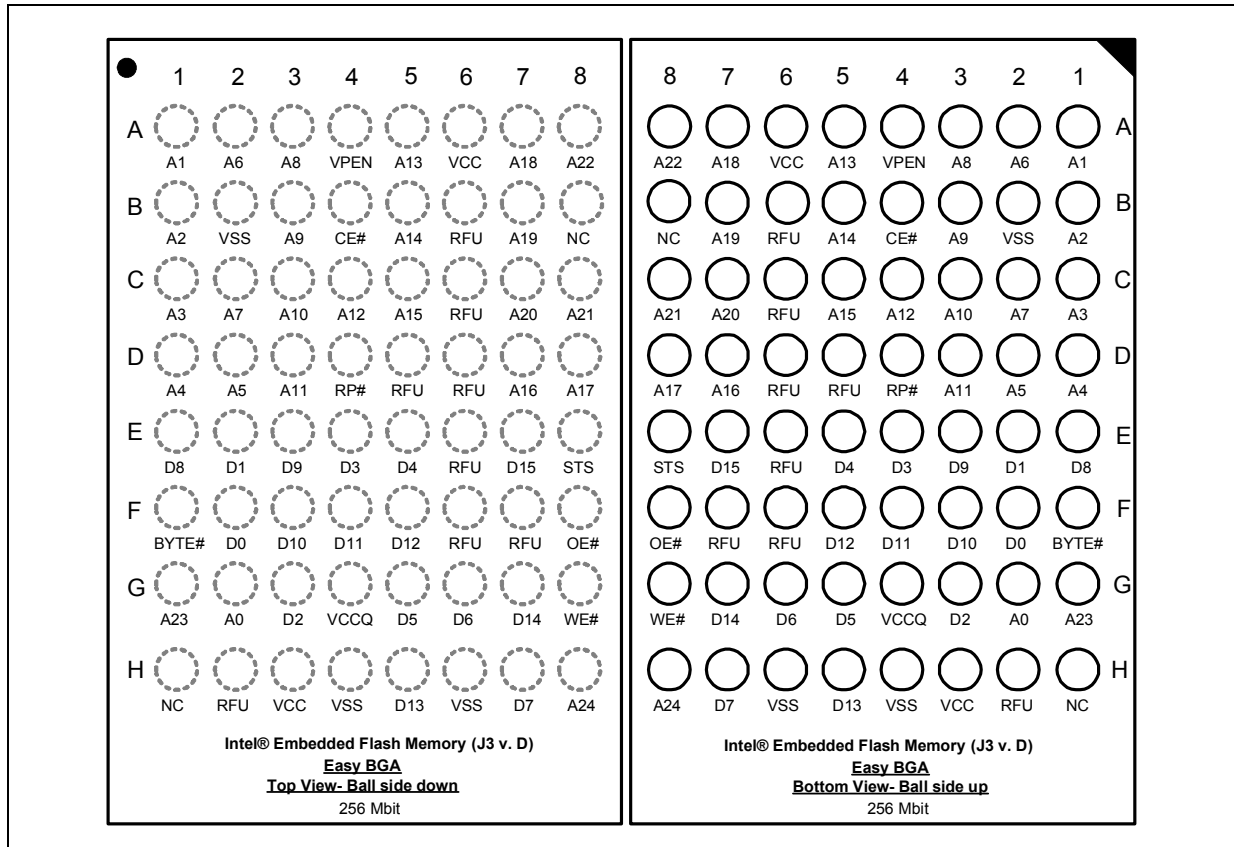 1 2 3 4 5 6 7 8
A
A1 A6 A8 VPEN A13 VCC A18 A22
B
A2 VSS A9 CE# A14 RFU A19 NC
C
A3 A7 A10 A12 A15 RFU A20 A21
D
A4 A5 A11 RP# RFU RFU A16 A17
E
D8 D1 D9 D3 D4 RFU D15 STS
F
BYTE# D0 D10 D11 D12 RFU RFU OE#
G
A23 A0 D2 VCCQ D5 D6 D14 WE#
H
NC RFU VCC VSS D13 VSS D7 A24
Intel® Embedded Flash Memory (J3 v. D)
Easy BGA
Top View- Ball side down
256 Mbit
8 7 6 5 4 3 2 1
A
A22 A18 VCC A13 VPEN A8 A6 A1
B
NC A19 RFU A14 CE# A9 VSS A2
C
A21 A20 RFU A15 A12 A10 A7 A3
D
A17 A16 RFU RFU RP# A11 A5 A4
E
STS D15 RFU D4 D3 D9 D1 D8
F
OE# RFU RFU D12 D11 D10 D0 BYTE#
G
WE# D14 D6 D5 VCCQ D2 A0 A23
H
A24 D7 VSS D13 VSS VCC RFU NC
Intel® Embedded Flash Memory (J3 v. D)
Easy BGA
Bottom View- Ball side up
256 Mbit